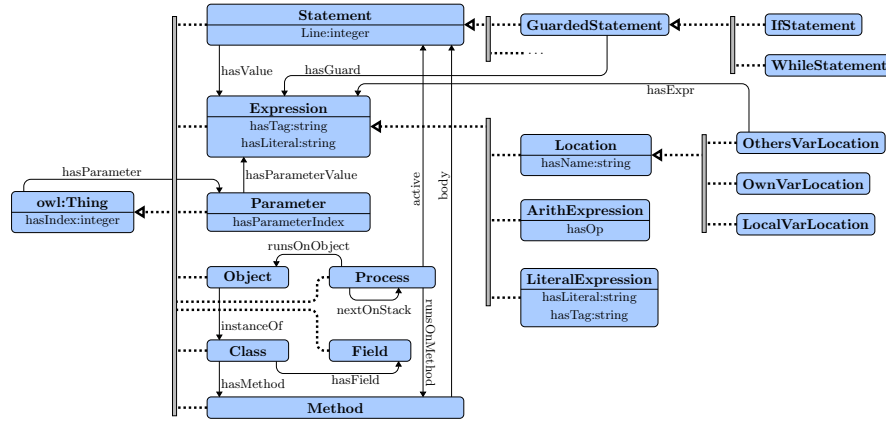 Statement
Line:integer
GuardedStatement
IfStatement
...
WhileStatement
hasValue
hasGuard
hasExpr
Expression
hasTag:string
hasLiteral:string
Location
hasName:string
OthersVarLocation
hasParameter
hasParameterValue
active
body
OwnVarLocation
owl:Thing
hasIndex:integer
Parameter
hasParameterIndex
ArithExpression
hasOp
LocalVarLocation
runsOnObject
Object
Process
nextOnStack
LiteralExpression
hasLiteral:string
hasTag:string
instanceOf
runsOnMethod
Class
Field
hasMethod
hasField
Method